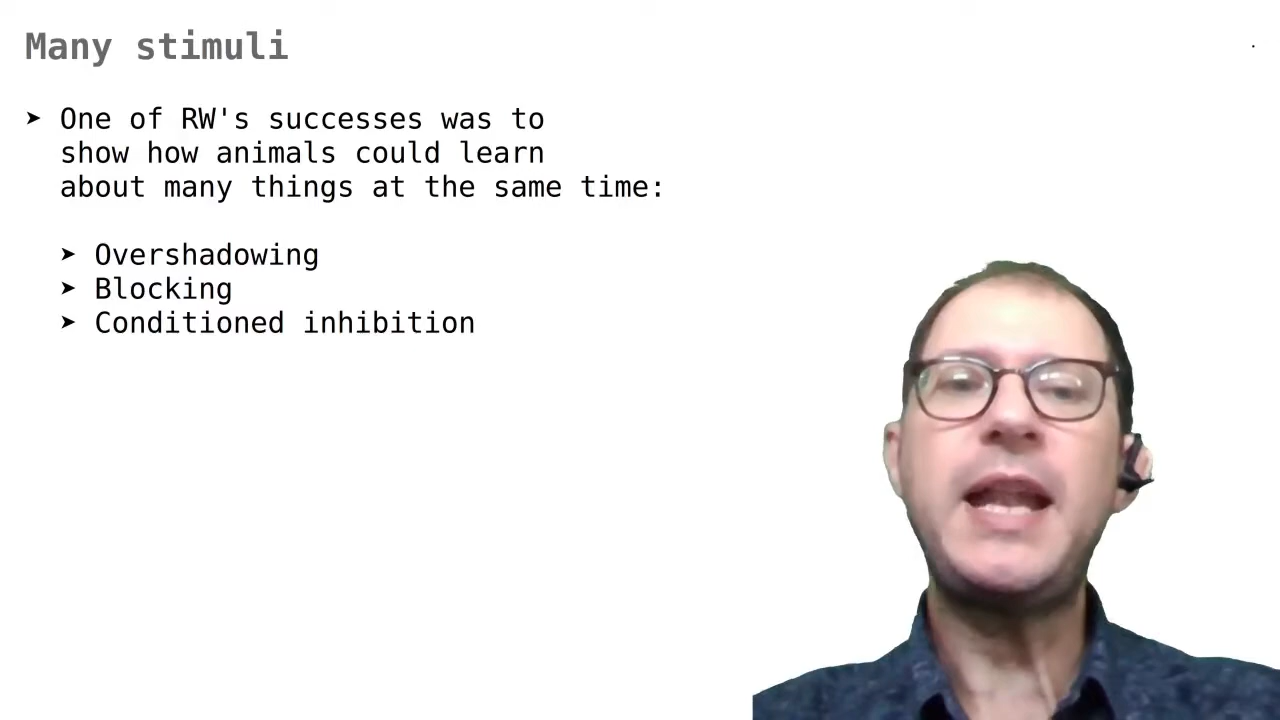 Many stimuli
➤ One of RW's successes was to
show how animals could learn
about many things at the same time:
➤ Overshadowing
➤ Blocking
➤ Conditioned inhibition